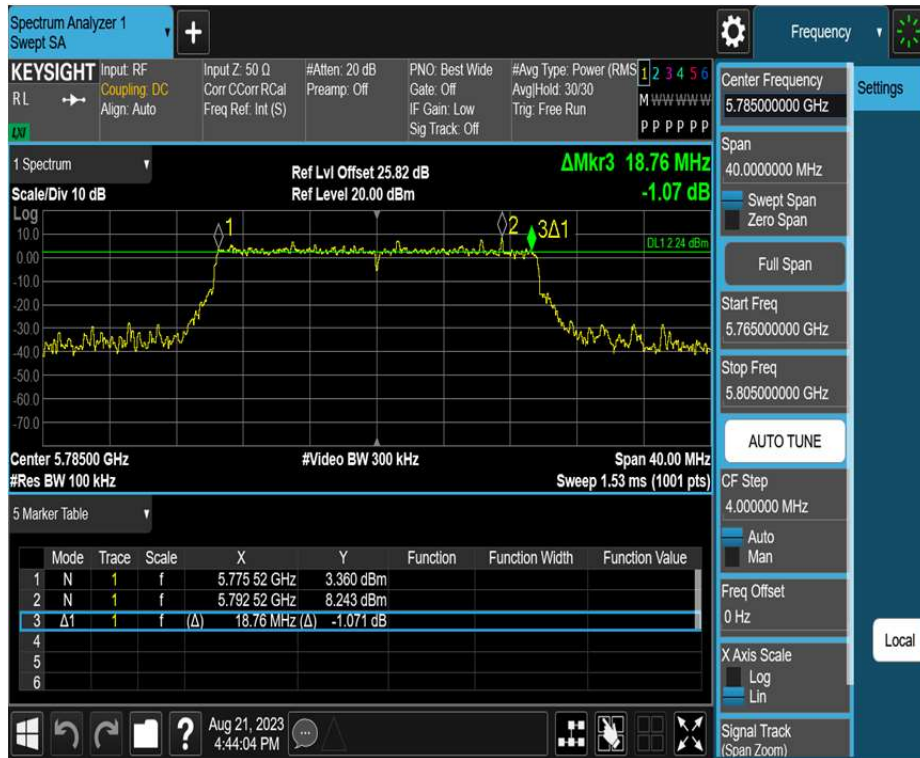 Spectrum Analyzer 1
Swept SA
+
Frequency
KEYSIGHT
RL
LXI
Input: RF
Coupling: DC
Align: Auto
Input Z: 50 Ω
Corr CCorr RCal
Freq Ref: Int (S)
#Atten: 20 dB
Preamp: Off
PNO: Best Wide
Gate: Off
IF Gain: Low
Sig Track: Off
#Avg Type: Power (RMS
Avg|Hold: 30/30
Trig: Free Run
1 2 3 4 5 6
M W W W W W
P P P P P P
Center Frequency
5.785000000 GHz
Settings
1 Spectrum
Scale/Div 10 dB
Ref Lvl Offset 25.82 dB
Ref Level 20.00 dBm
ΔMkr3 18.76 MHz
-1.07 dB
Span
40.0000000 MHz
Swept Span
Zero Span
Log
10.0
0.00
-10.0
-20.0
-30.0
-40.0
-50.0
-60.0
-70.0
1
2
3Δ1
DL1 2.24 dBm
Full Span
Start Freq
5.765000000 GHz
Stop Freq
5.805000000 GHz
AUTO TUNE
Center 5.78500 GHz
#Res BW 100 kHz
#Video BW 300 kHz
Span 40.00 MHz
Sweep 1.53 ms (1001 pts)
CF Step
4.000000 MHz
Auto
Man
5 Marker Table
Mode Trace Scale X Y Function Function Width Function Value
1 N 1 f 5.775 52 GHz 3.360 dBm
2 N 1 f 5.792 52 GHz 8.243 dBm
3 Δ1 1 f (Δ) 18.76 MHz (Δ) -1.071 dB
4
5
6
Freq Offset
0 Hz
X Axis Scale
Log
Lin
Local
Signal Track
(Span Zoom)
?
Aug 21, 2023
4:44:04 PM